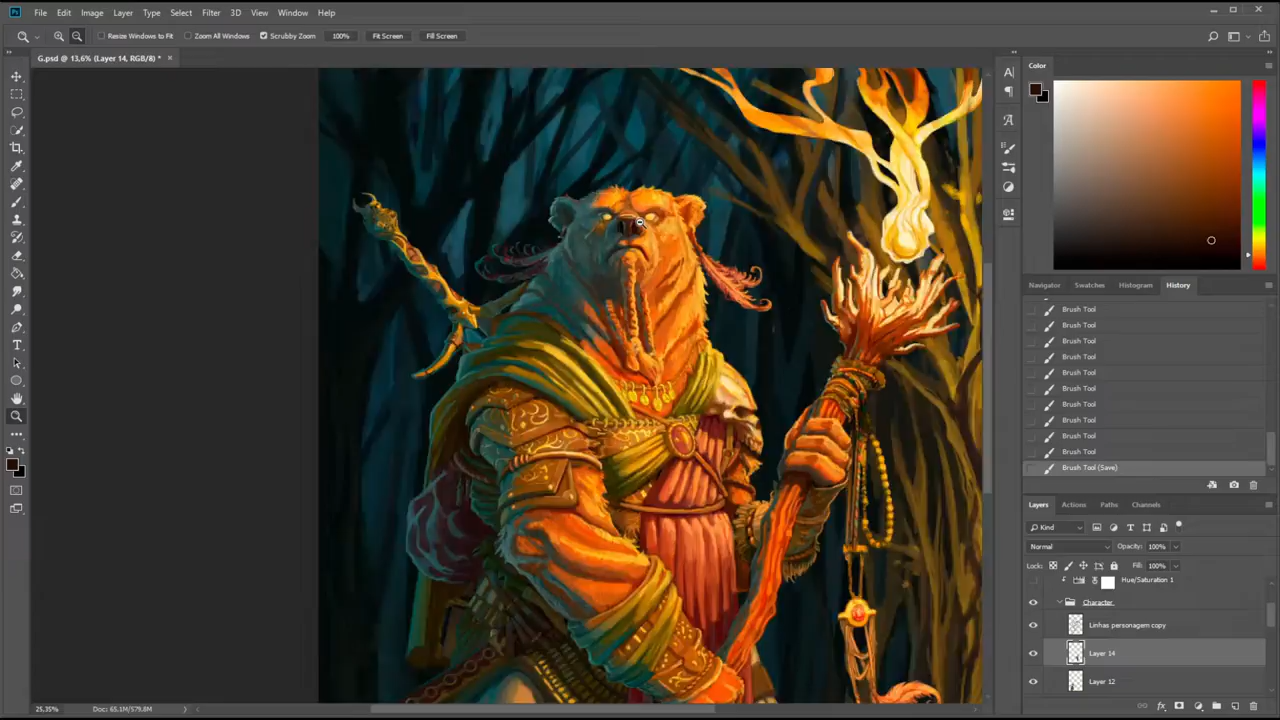 Ps File Edit Image Layer Type Select Filter 3D View Window Help
Resize Windows to Fit Zoom All Windows Scrubby Zoom 100% Fit Screen Fill Screen
G.psd @ 13,6% (Layer 14, RGB/8) * ×
Color
Navigator Swatches Histogram History
Brush Tool
Brush Tool
Brush Tool
Brush Tool
Brush Tool
Brush Tool
Brush Tool
Brush Tool
Brush Tool
Brush Tool
Brush Tool (Save)
Layers Actions Paths Channels
Kind
Normal Opacity: 100%
Lock: Fill: 100%
Hue/Saturation 1
Character
Linhas personagem copy
Layer 14
Layer 12
25,35% Doc: 65,1M/579,8M